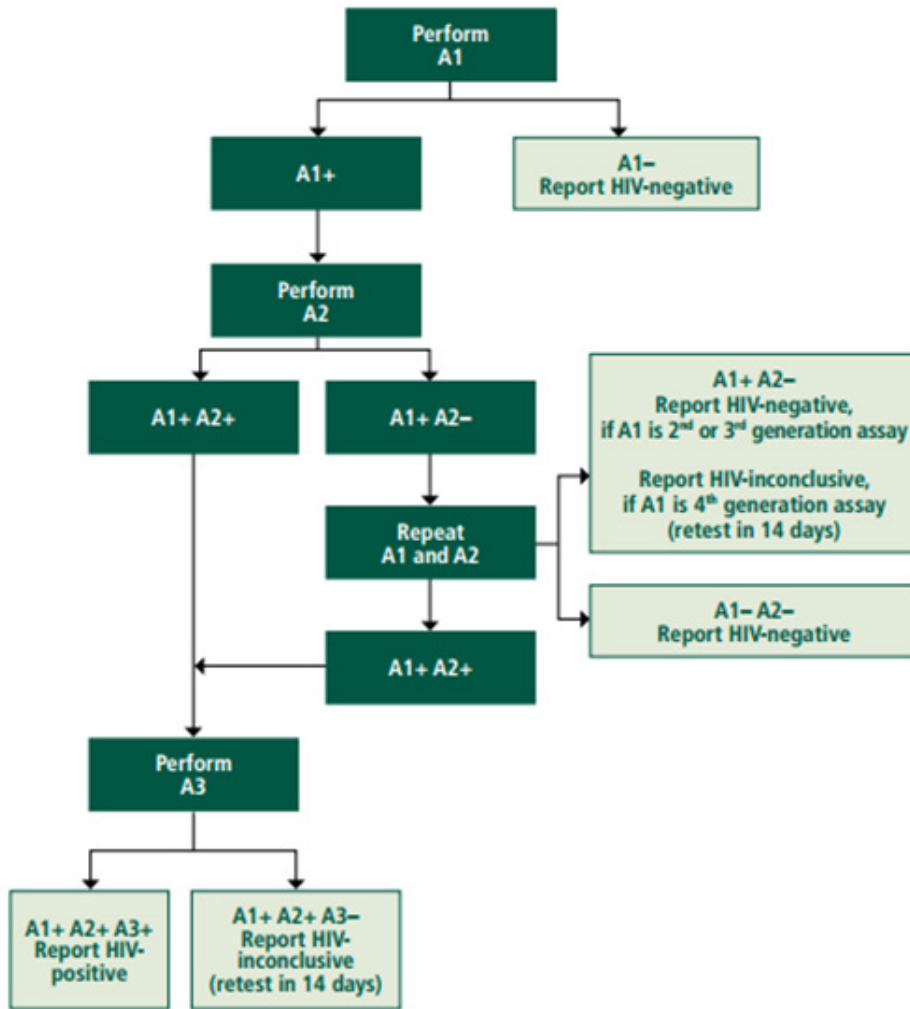 Perform
A1
A1+
A1–
Report HIV-negative
Perform
A2
A1+ A2+
A1+ A2–
A1+ A2–
Report HIV-negative,
if A1 is 2nd or 3rd generation assay
Report HIV-inconclusive,
if A1 is 4th generation assay
(retest in 14 days)
Repeat
A1 and A2
A1– A2–
Report HIV-negative
A1+ A2+
Perform
A3
A1+ A2+ A3+
Report HIV-
positive
A1+ A2+ A3–
Report HIV-
inconclusive
(retest in 14 days)